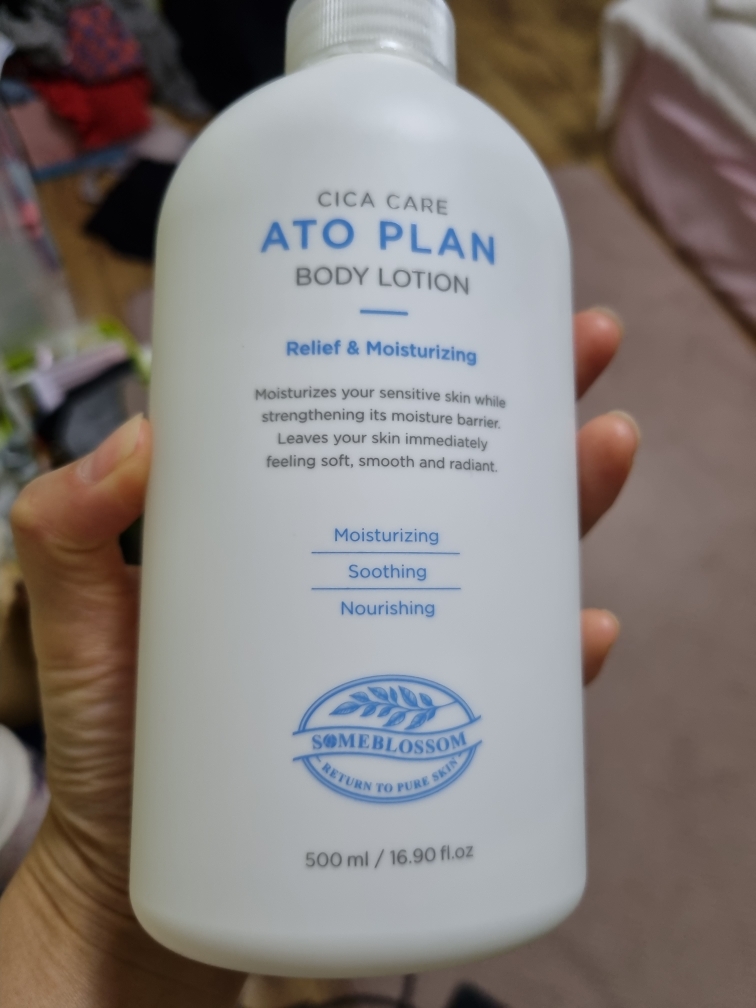 CICA CARE
ATO PLAN
BODY LOTION
Relief & Moisturizing
Moisturizes your sensitive skin while
strengthening its moisture barrier.
Leaves your skin immediately
feeling soft, smooth and radiant.
Moisturizing
Soothing
Nourishing
SOMEBLOSSOM
RETURN TO PURE SKIN
500 ml / 16.90 fl.oz